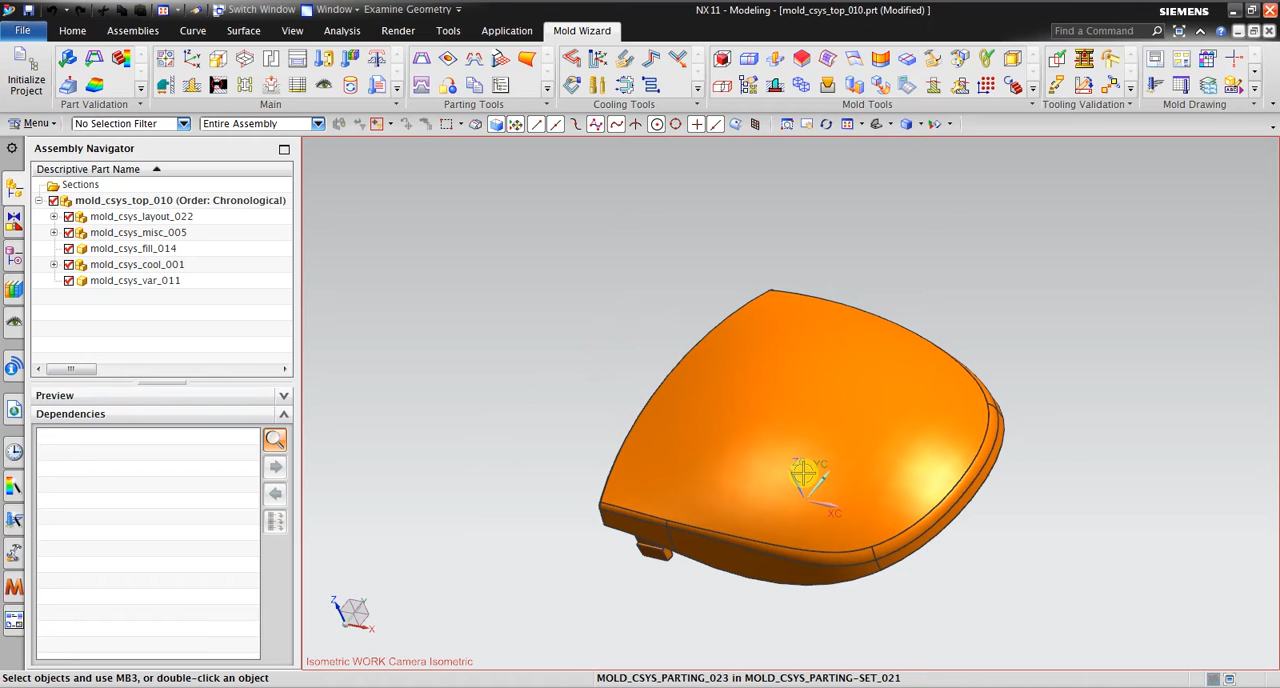 Switch Window
Window
Examine Geometry
NX 11 - Modeling - [mold_csys_top_010.prt (Modified) ]
SIEMENS
File
Home
Assemblies
Curve
Surface
View
Analysis
Render
Tools
Application
Mold Wizard
Find a Command
Initialize
Project
Part Validation
Main
Parting Tools
Cooling Tools
Mold Tools
Tooling Validation
Mold Drawing
Menu
No Selection Filter
Entire Assembly
Assembly Navigator
Descriptive Part Name
Sections
mold_csys_top_010 (Order: Chronological)
mold_csys_layout_022
mold_csys_misc_005
mold_csys_fill_014
mold_csys_cool_001
mold_csys_var_011
Preview
Dependencies
Z
YC
XC
Z
Y
X
Isometric WORK Camera Isometric
Select objects and use MB3, or double-click an object
MOLD_CSYS_PARTING_023 in MOLD_CSYS_PARTING-SET_021